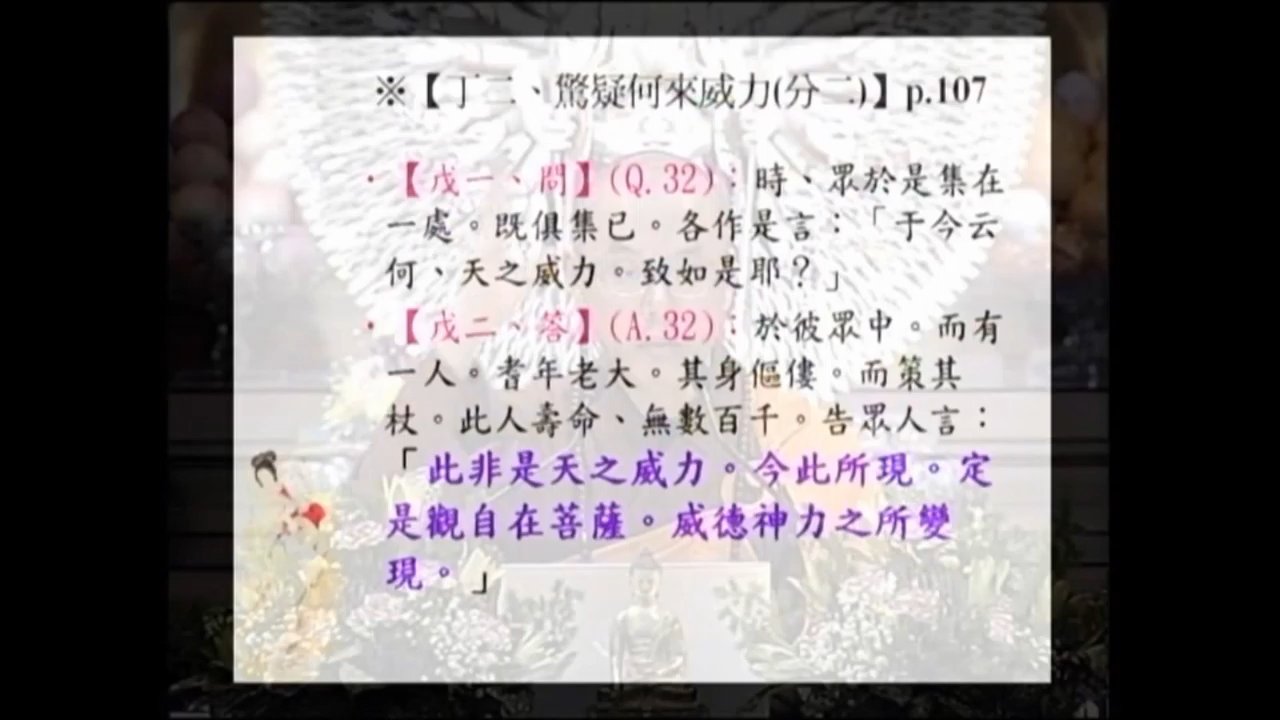 ※【丁二、驚疑何來威力(分二)】p.107
·【戊一、問】(Q.32)：時、眾於是集在
一處。既俱集已。各作是言：「于今云
何、天之威力。致如是耶？」
·【戊二、答】(A.32)：於彼眾中。而有
一人。耆年老大。其身傴僂。而策其
杖。此人壽命、無數百千。告眾人言：
「此非是天之威力。今此所現。定
是觀自在菩薩。威德神力之所變
現。」